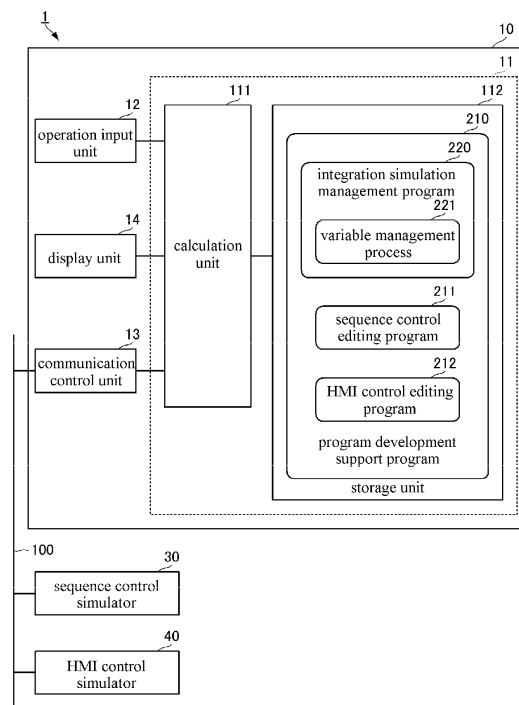 1
10
11
12
operation input
unit
111
calculation
unit
112
210
220
integration simulation
management program
221
variable management
process
14
display unit
211
sequence control
editing program
13
communication
control unit
212
HMI control editing
program
program development
support program
storage unit
100
30
sequence control
simulator
40
HMI control
simulator